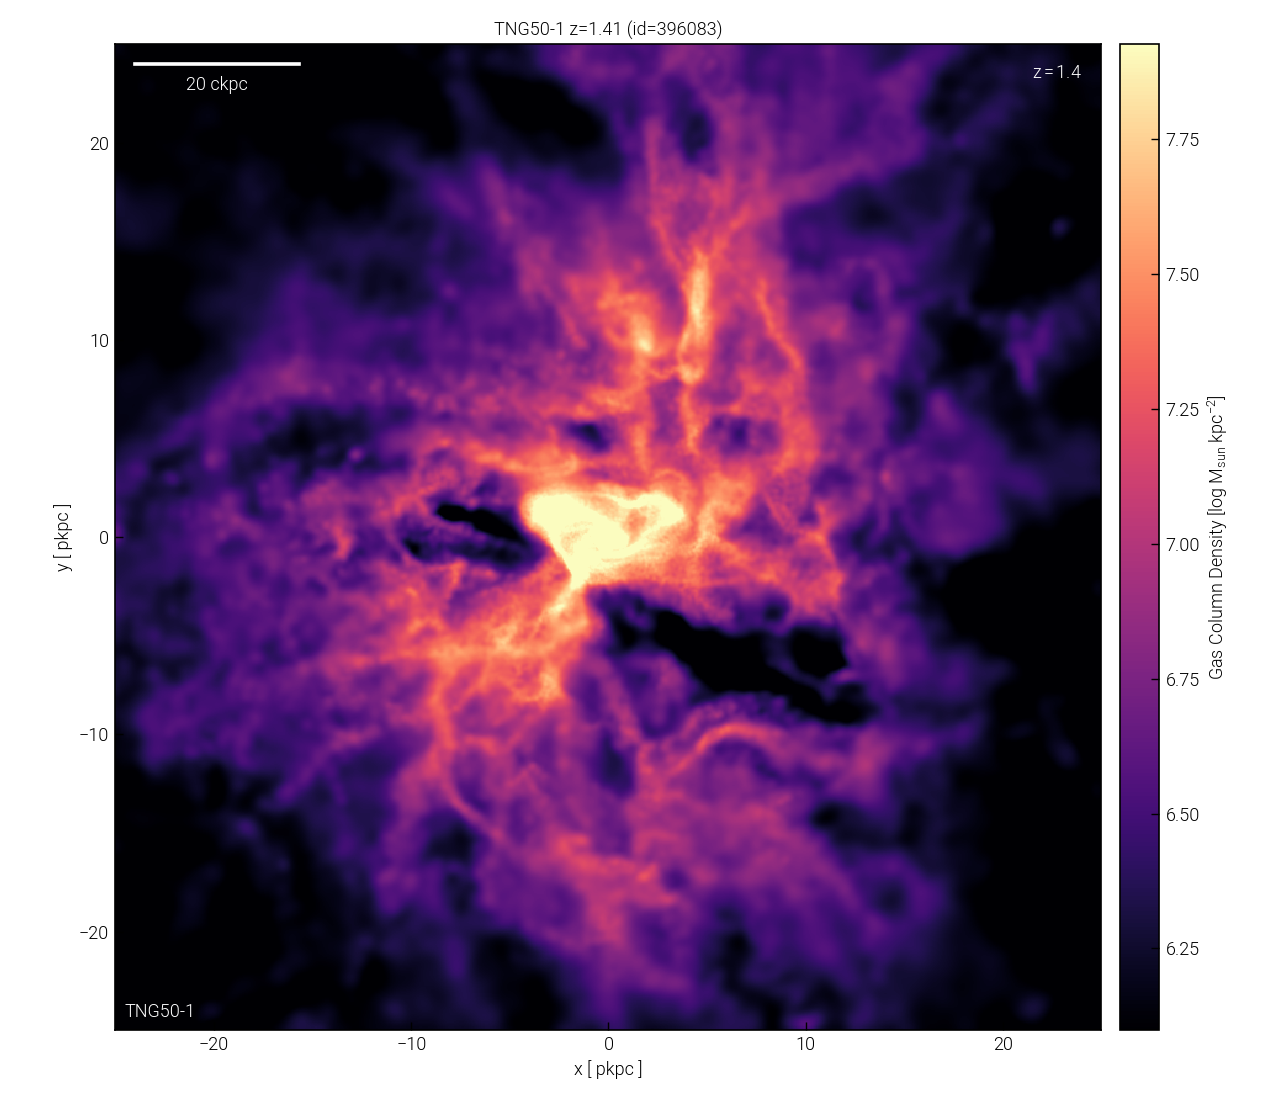 TNG50-1 z=1.41 (id=396083)
20 ckpc
z = 1.4
TNG50-1
y [ pkpc ]
20
10
0
−10
−20
−20
−10
0
10
20
x [ pkpc ]
7.75
7.50
7.25
7.00
6.75
6.50
6.25
Gas Column Density [log M_sun kpc^−2]